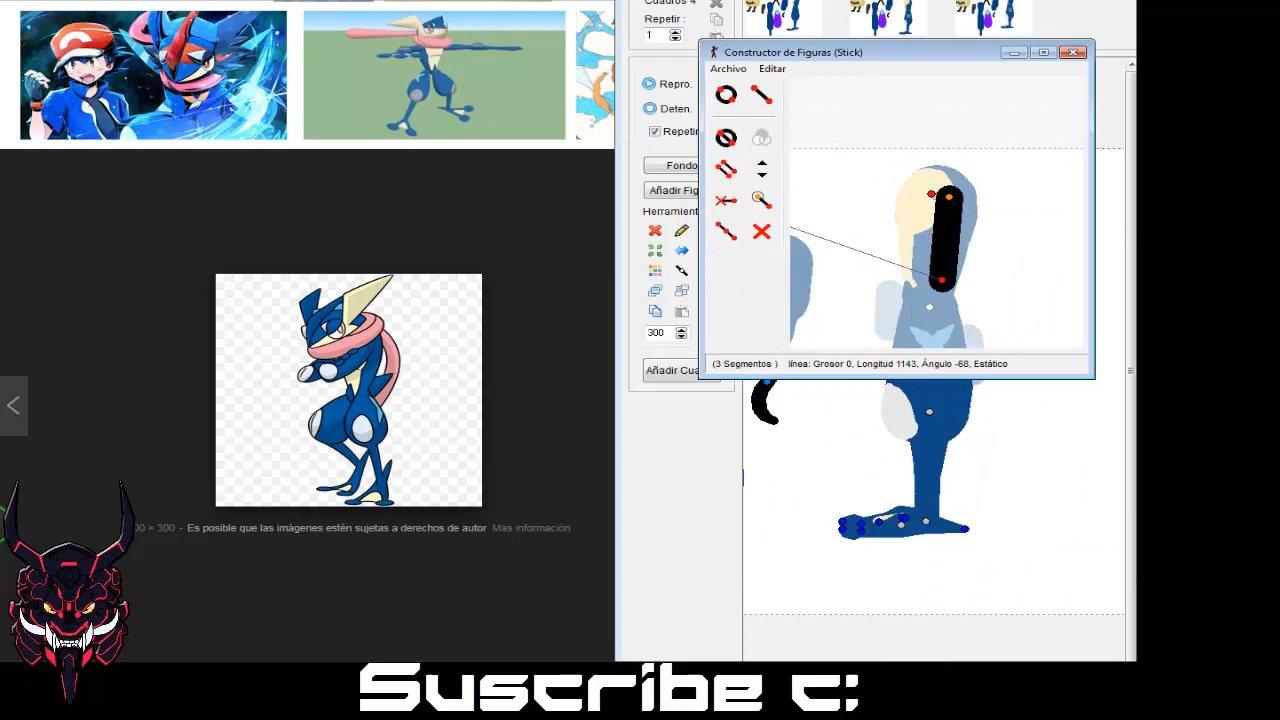 Cuadros 4
Repetir :
1
Constructor de Figuras (Stick)
Archivo Editar
Repro.
Deten.
Repetir
Fondo
Añadir Fig
Herramient
300
Añadir Cua
(3 Segmentos ) línea: Grosor 0, Longitud 1143, Ángulo -68, Estático
00 × 300 - Es posible que las imágenes estén sujetas a derechos de autor Más información
Suscribe c: